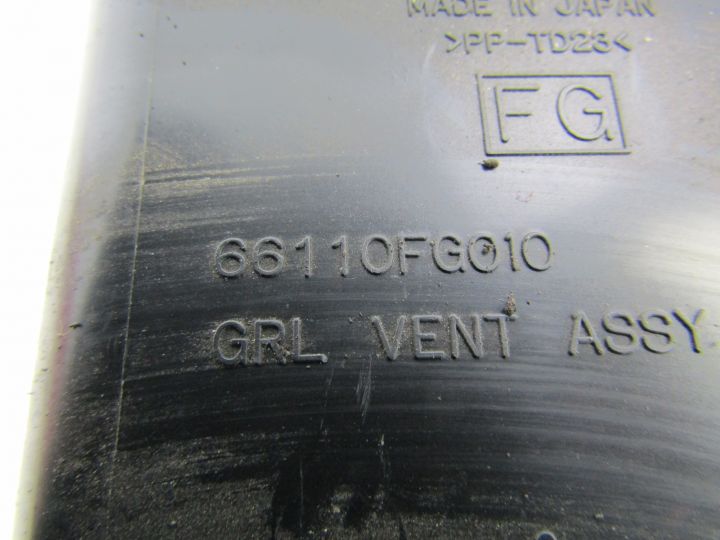 MADE IN JAPAN
>PP-TD23<
FG
66110FG010
GRL VENT ASSY.